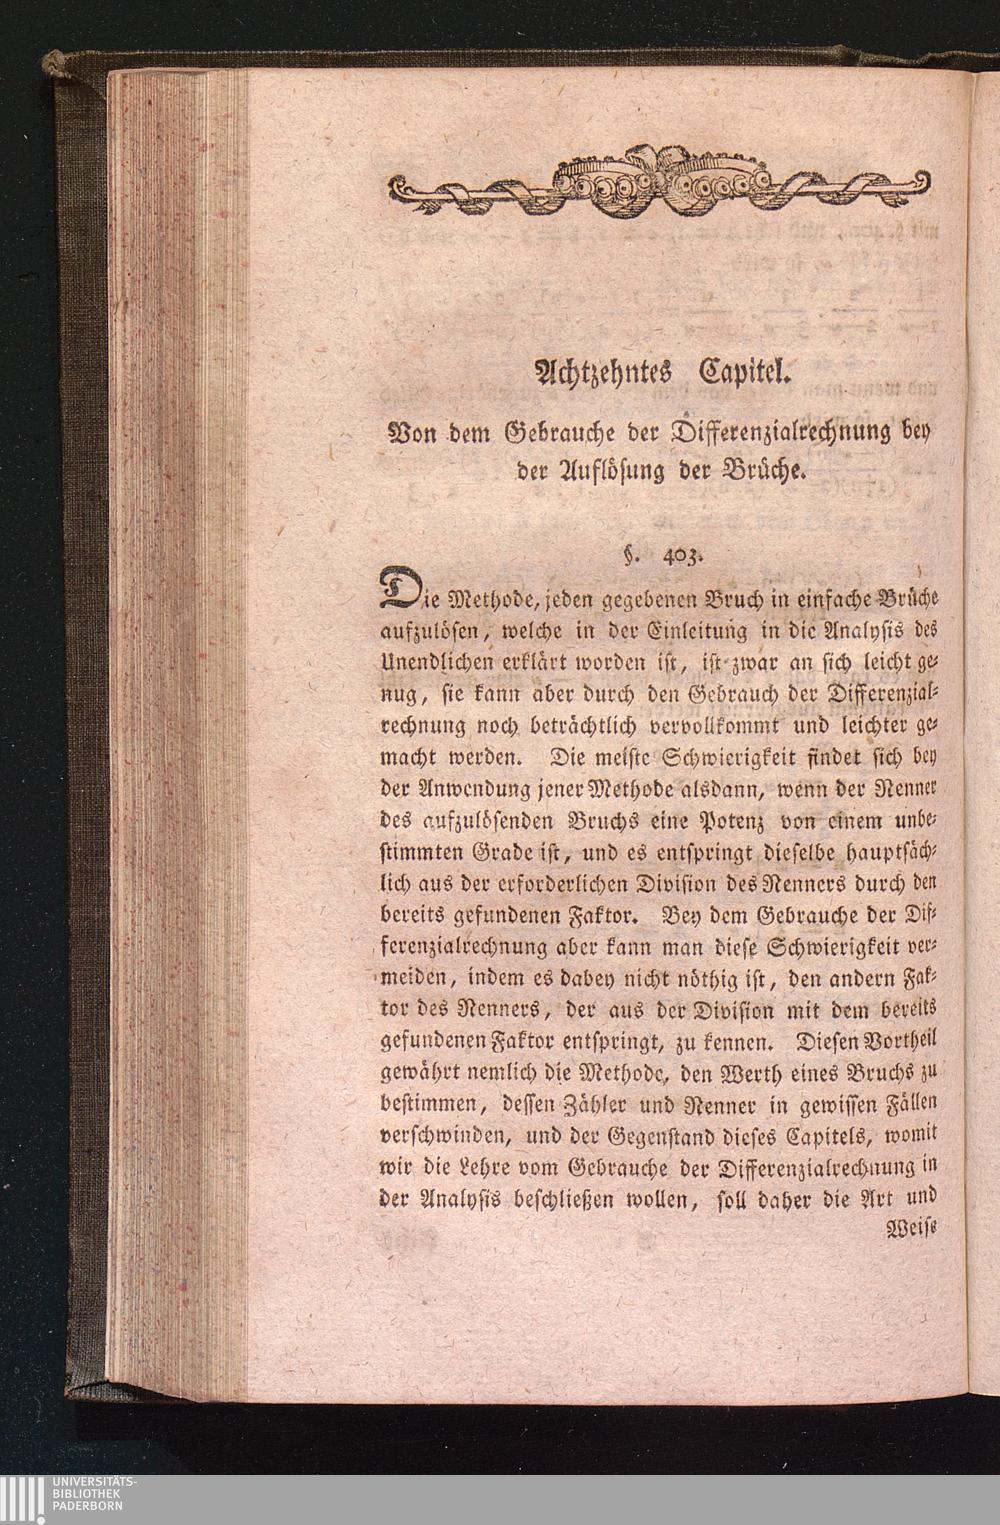 Achtzehntes Capitel.
Von dem Gebrauche der Differenzialrechnung bey
der Auflösung der Brüche.
§. 403.
Die Methode, jeden gegebenen Bruch in einfache Brüche
aufzulösen, welche in der Einleitung in die Analysis des
Unendlichen erklärt worden ist, ist zwar an sich leicht ge-
nug, sie kann aber durch den Gebrauch der Differenzial-
rechnung noch beträchtlich vervollkommt und leichter ge-
macht werden. Die meiste Schwierigkeit findet sich bey
der Anwendung jener Methode alsdann, wenn der Nenner
des aufzulösenden Bruchs eine Potenz von einem unbe-
stimmten Grade ist, und es entspringt dieselbe hauptsäch-
lich aus der erforderlichen Division des Nenners durch den
bereits gefundenen Faktor. Bey dem Gebrauche der Dif-
ferenzialrechnung aber kann man diese Schwierigkeit ver-
meiden, indem es dabey nicht nöthig ist, den andern Fak-
tor des Nenners, der aus der Division mit dem bereits
gefundenen Faktor entspringt, zu kennen. Diesen Vortheil
gewährt nemlich die Methode, den Werth eines Bruchs zu
bestimmen, dessen Zähler und Nenner in gewissen Fällen
verschwinden, und der Gegenstand dieses Capitels, womit
wir die Lehre vom Gebrauche der Differenzialrechnung in
der Analysis beschließen wollen, soll daher die Art und
Weise
UNIVERSITÄTS-
BIBLIOTHEK
PADERBORN